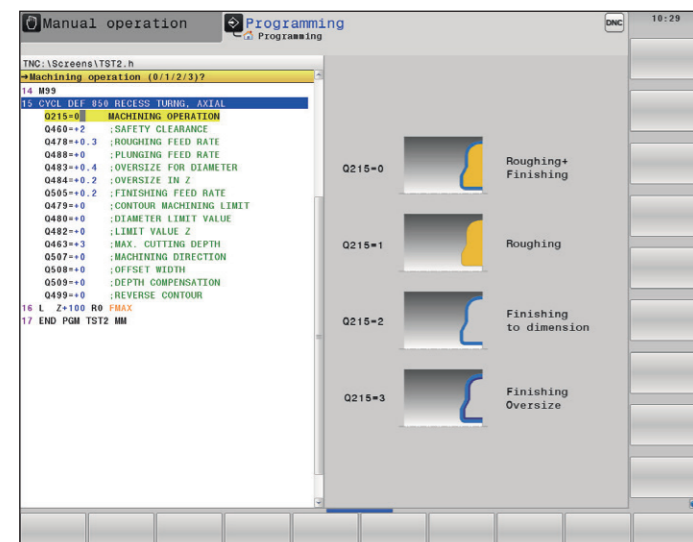 Manual operation
Programming
Programming
DNC
10:29
TNC:\Screens\TST2.h
→Machining operation (0/1/2/3)?
14 M99
15 CYCL DEF 850 RECESS TURNG, AXIAL
Q215=0 MACHINING OPERATION
Q460=+2 ;SAFETY CLEARANCE
Q478=+0.3 ;ROUGHING FEED RATE
Q488=+0 ;PLUNGING FEED RATE
Q483=+0.4 ;OVERSIZE FOR DIAMETER
Q484=+0.2 ;OVERSIZE IN Z
Q505=+0.2 ;FINISHING FEED RATE
Q479=+0 ;CONTOUR MACHINING LIMIT
Q480=+0 ;DIAMETER LIMIT VALUE
Q482=+0 ;LIMIT VALUE Z
Q463=+3 ;MAX. CUTTING DEPTH
Q507=+0 ;MACHINING DIRECTION
Q508=+0 ;OFFSET WIDTH
Q509=+0 ;DEPTH COMPENSATION
Q499=+0 ;REVERSE CONTOUR
16 L Z+100 R0 FMAX
17 END PGM TST2 MM
Q215=0
Roughing+
Finishing
Q215=1
Roughing
Q215=2
Finishing
to dimension
Q215=3
Finishing
Oversize